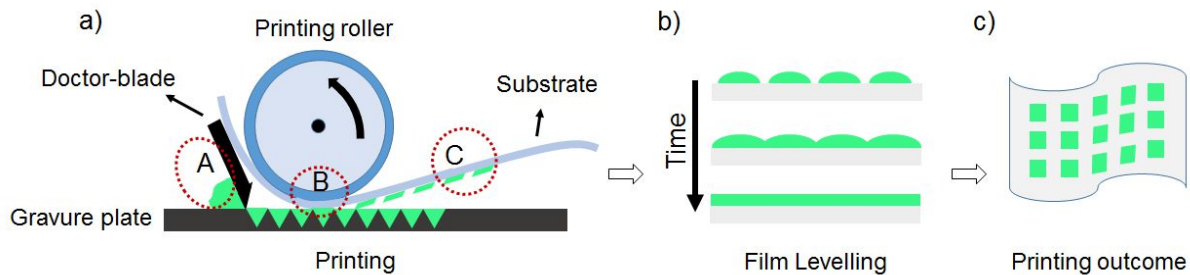 a)
Printing roller
Doctor-blade
Substrate
A
B
C
Gravure plate
Printing
b)
Time
Film Levelling
c)
Printing outcome